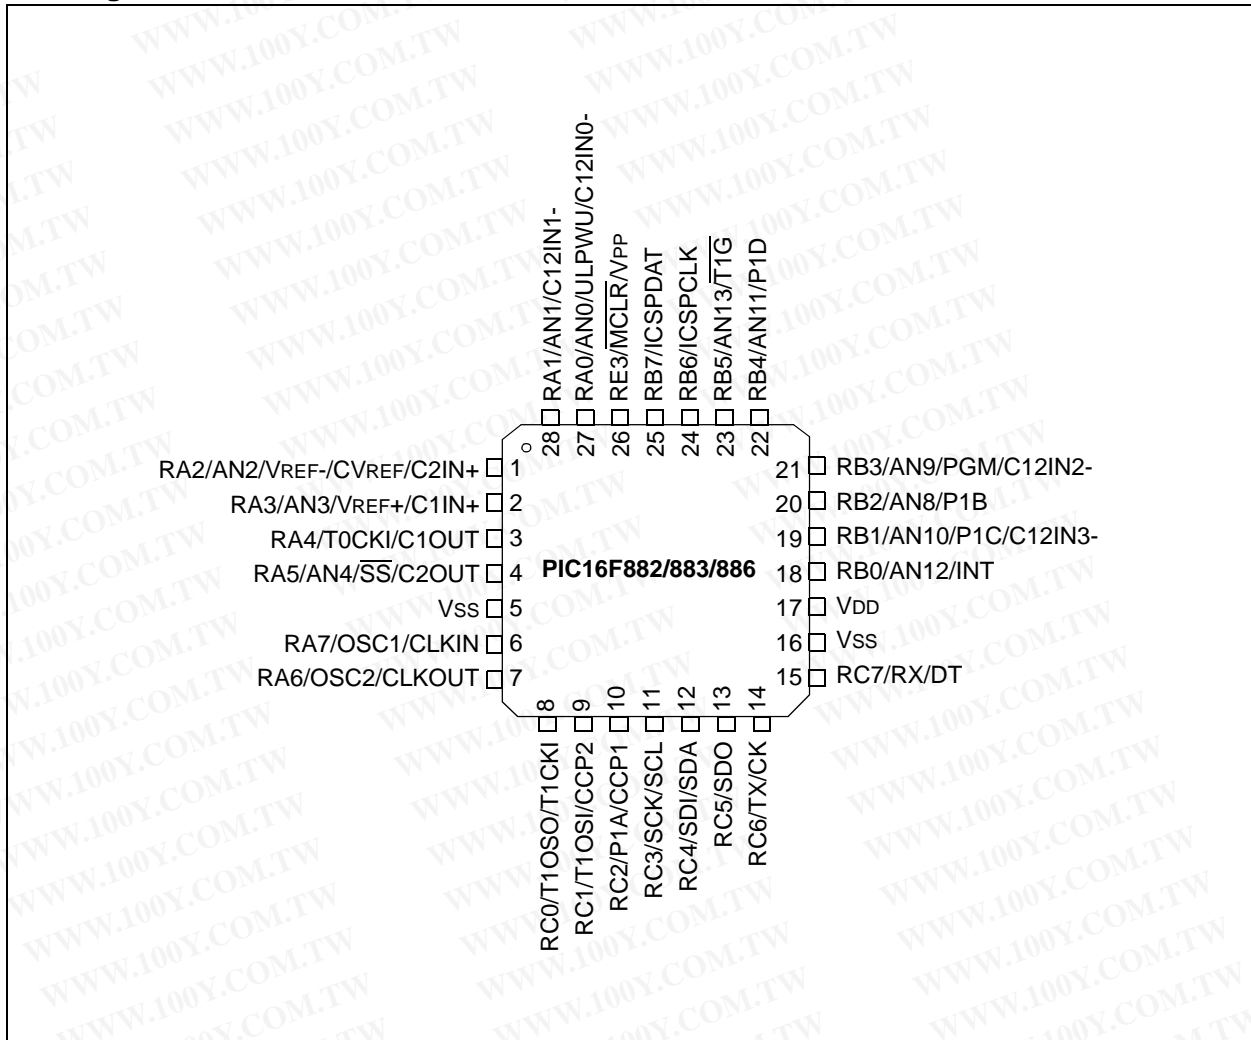 RA1/AN1/C12IN1-
RA0/AN0/ULPWU/C12IN0-
RE3/MCLR/VPP
RB7/ICSPDAT
RB6/ICSPCLK
RB5/AN13/T1G
RB4/AN11/P1D
28 27 26 25 24 23 22
RA2/AN2/VREF-/CVREF/C2IN+ 1
RA3/AN3/VREF+/C1IN+ 2
RA4/T0CKI/C1OUT 3
RA5/AN4/SS/C2OUT 4
VSS 5
RA7/OSC1/CLKIN 6
RA6/OSC2/CLKOUT 7
PIC16F882/883/886
21 RB3/AN9/PGM/C12IN2-
20 RB2/AN8/P1B
19 RB1/AN10/P1C/C12IN3-
18 RB0/AN12/INT
17 VDD
16 VSS
15 RC7/RX/DT
8 9 10 11 12 13 14
RC0/T1OSO/T1CKI
RC1/T1OSI/CCP2
RC2/P1A/CCP1
RC3/SCK/SCL
RC4/SDI/SDA
RC5/SDO
RC6/TX/CK
WWW.100Y.COM.TW